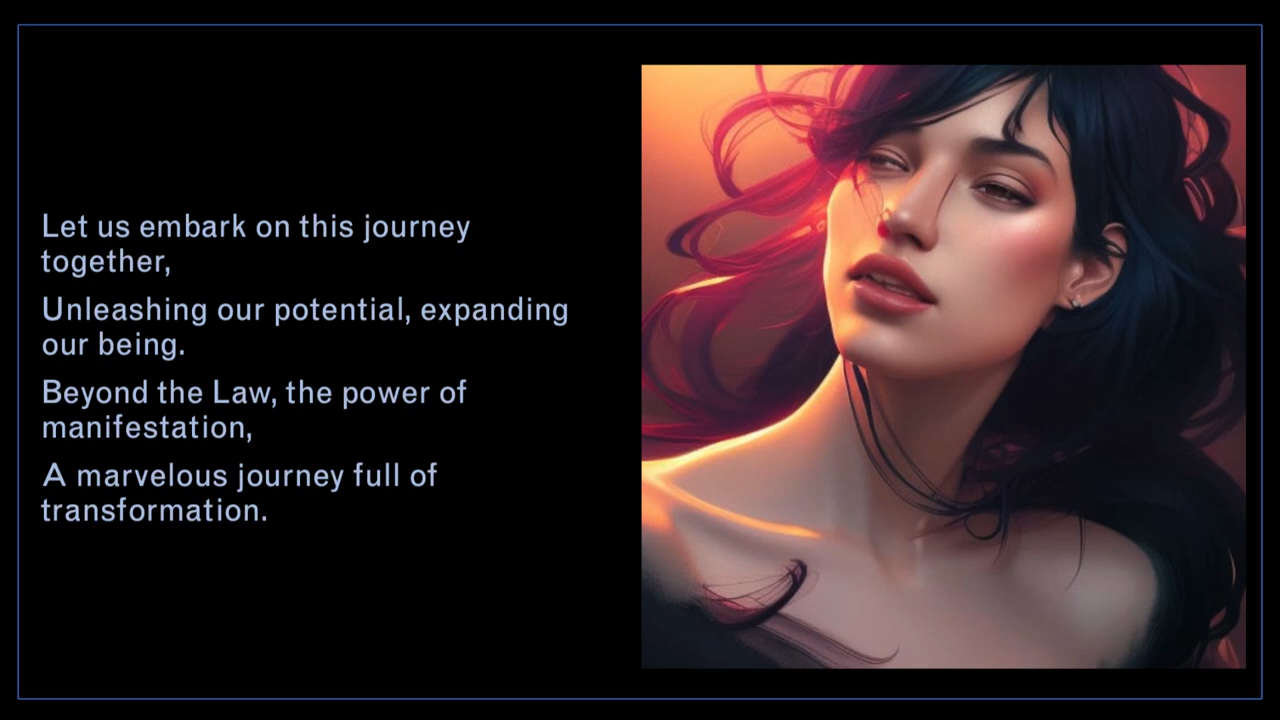 Let us embark on this journey
together,
Unleashing our potential, expanding
our being.
Beyond the Law, the power of
manifestation,
A marvelous journey full of
transformation.